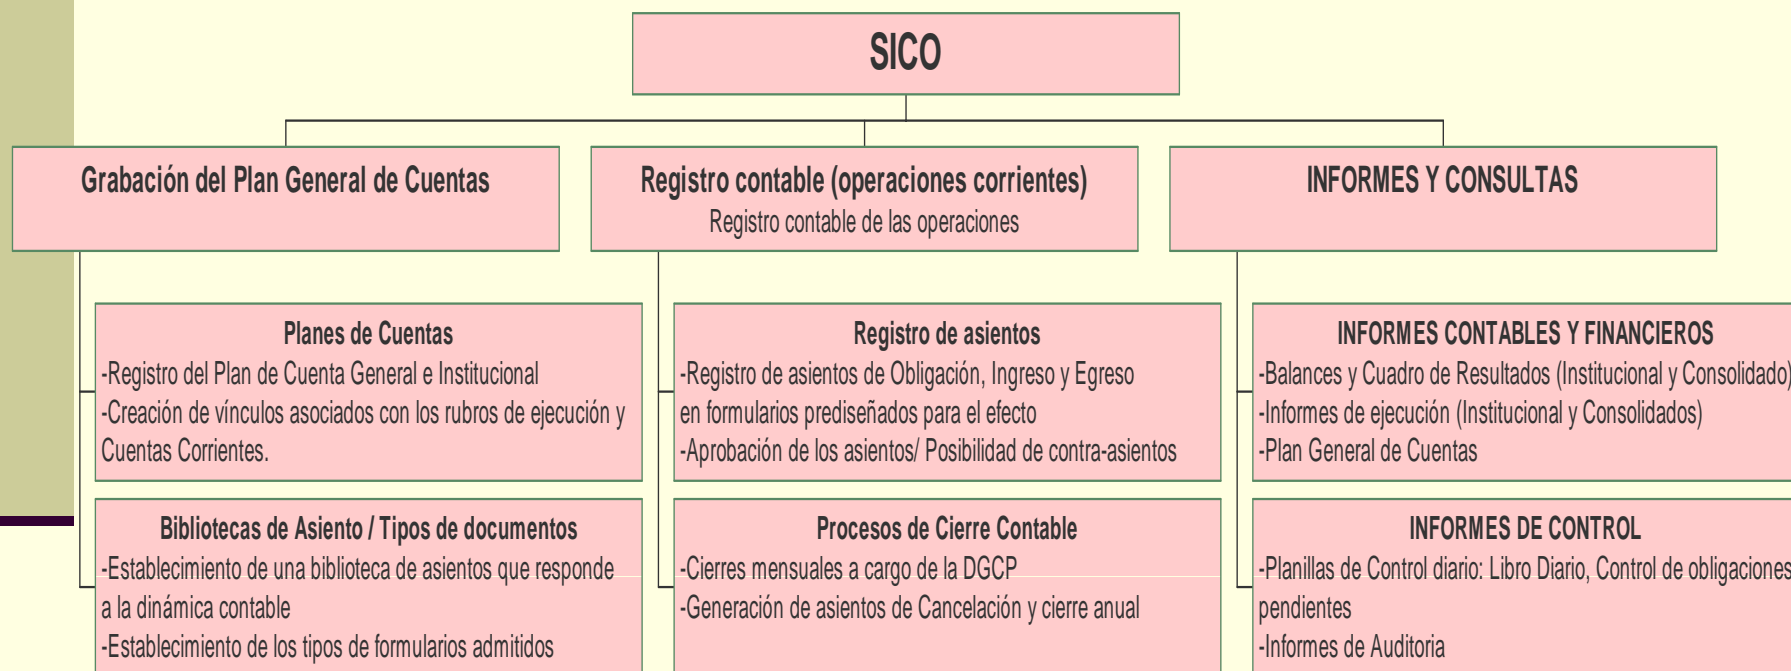 SICO
Grabación del Plan General de Cuentas
Registro contable (operaciones corrientes)
Registro contable de las operaciones
INFORMES Y CONSULTAS
Planes de Cuentas
-Registro del Plan de Cuenta General e Institucional
-Creación de vínculos asociados con los rubros de ejecución y
Cuentas Corrientes.
Registro de asientos
-Registro de asientos de Obligación, Ingreso y Egreso
en formularios prediseñados para el efecto
-Aprobación de los asientos/ Posibilidad de contra-asientos
INFORMES CONTABLES Y FINANCIEROS
-Balances y Cuadro de Resultados (Institucional y Consolidado)
-Informes de ejecución (Institucional y Consolidados)
-Plan General de Cuentas
Bibliotecas de Asiento / Tipos de documentos
-Establecimiento de una biblioteca de asientos que responde
a la dinámica contable
-Establecimiento de los tipos de formularios admitidos
Procesos de Cierre Contable
-Cierres mensuales a cargo de la DGCP
-Generación de asientos de Cancelación y cierre anual
INFORMES DE CONTROL
-Planillas de Control diario: Libro Diario, Control de obligaciones
pendientes
-Informes de Auditoria